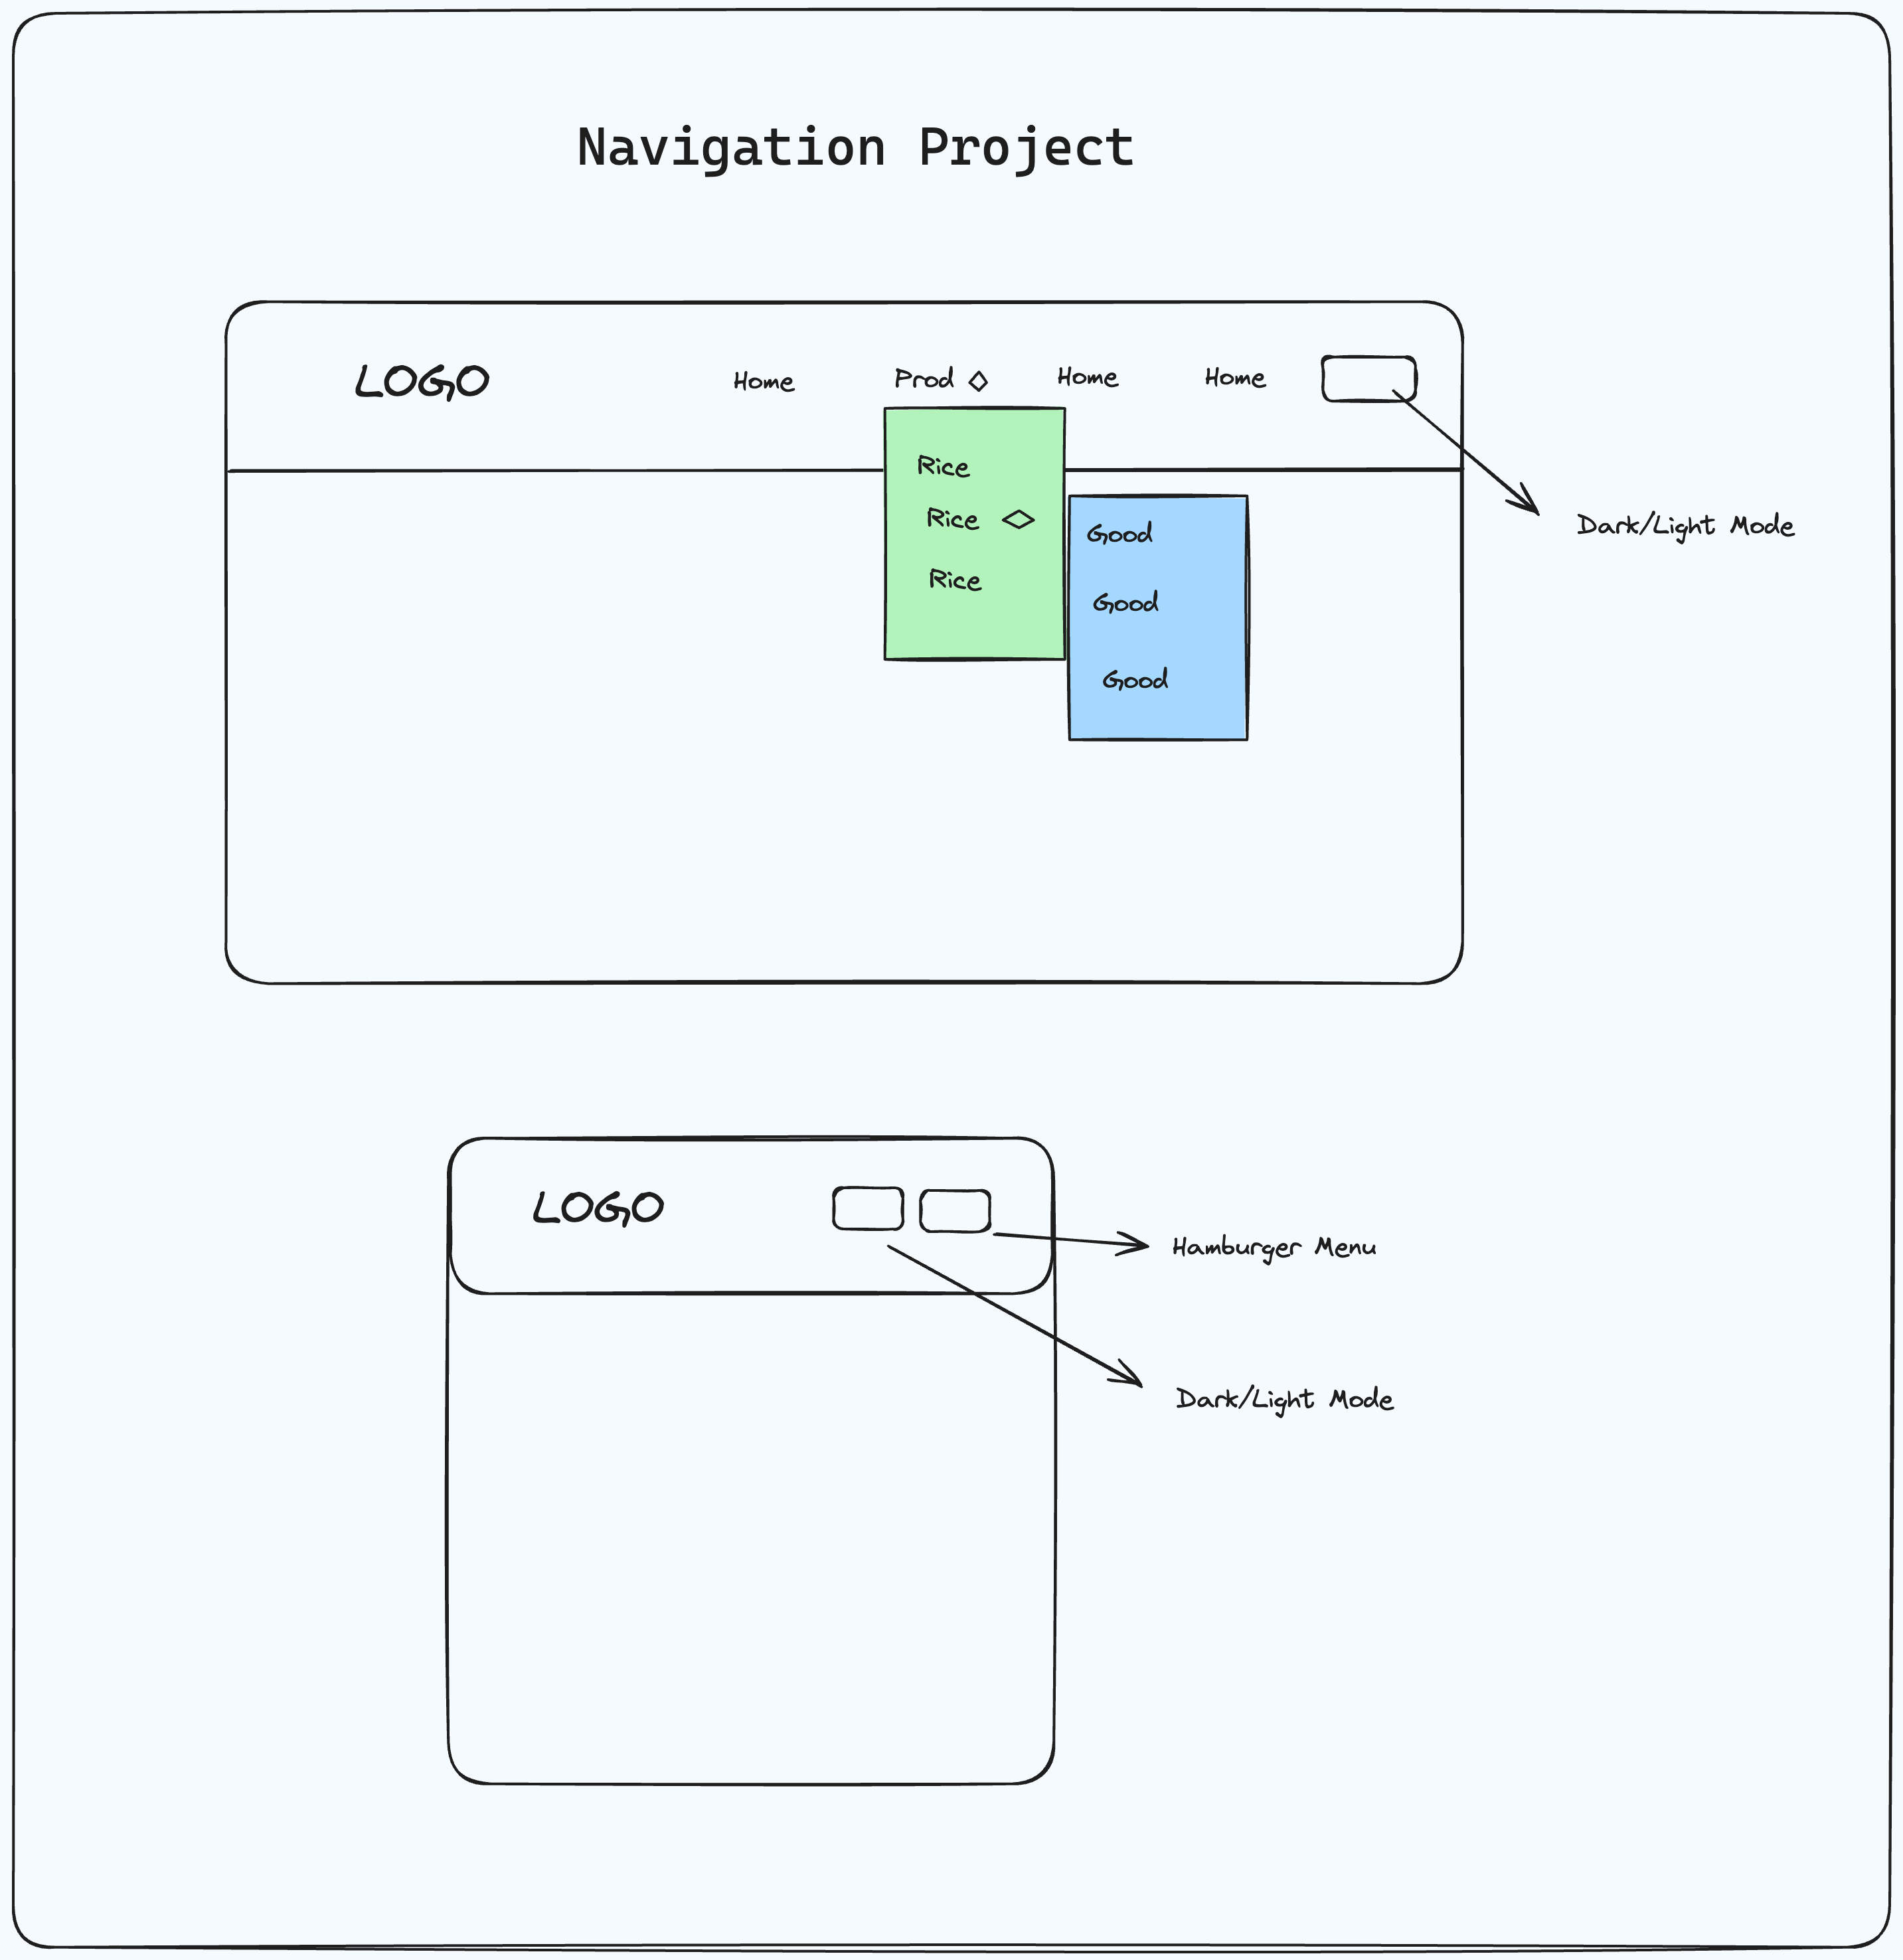 Navigation Project
LOGO
Home
Prod
Home
Home
Rice
Rice
Rice
Good
Good
Good
Dark/Light Mode
LOGO
Hamburger Menu
Dark/Light Mode